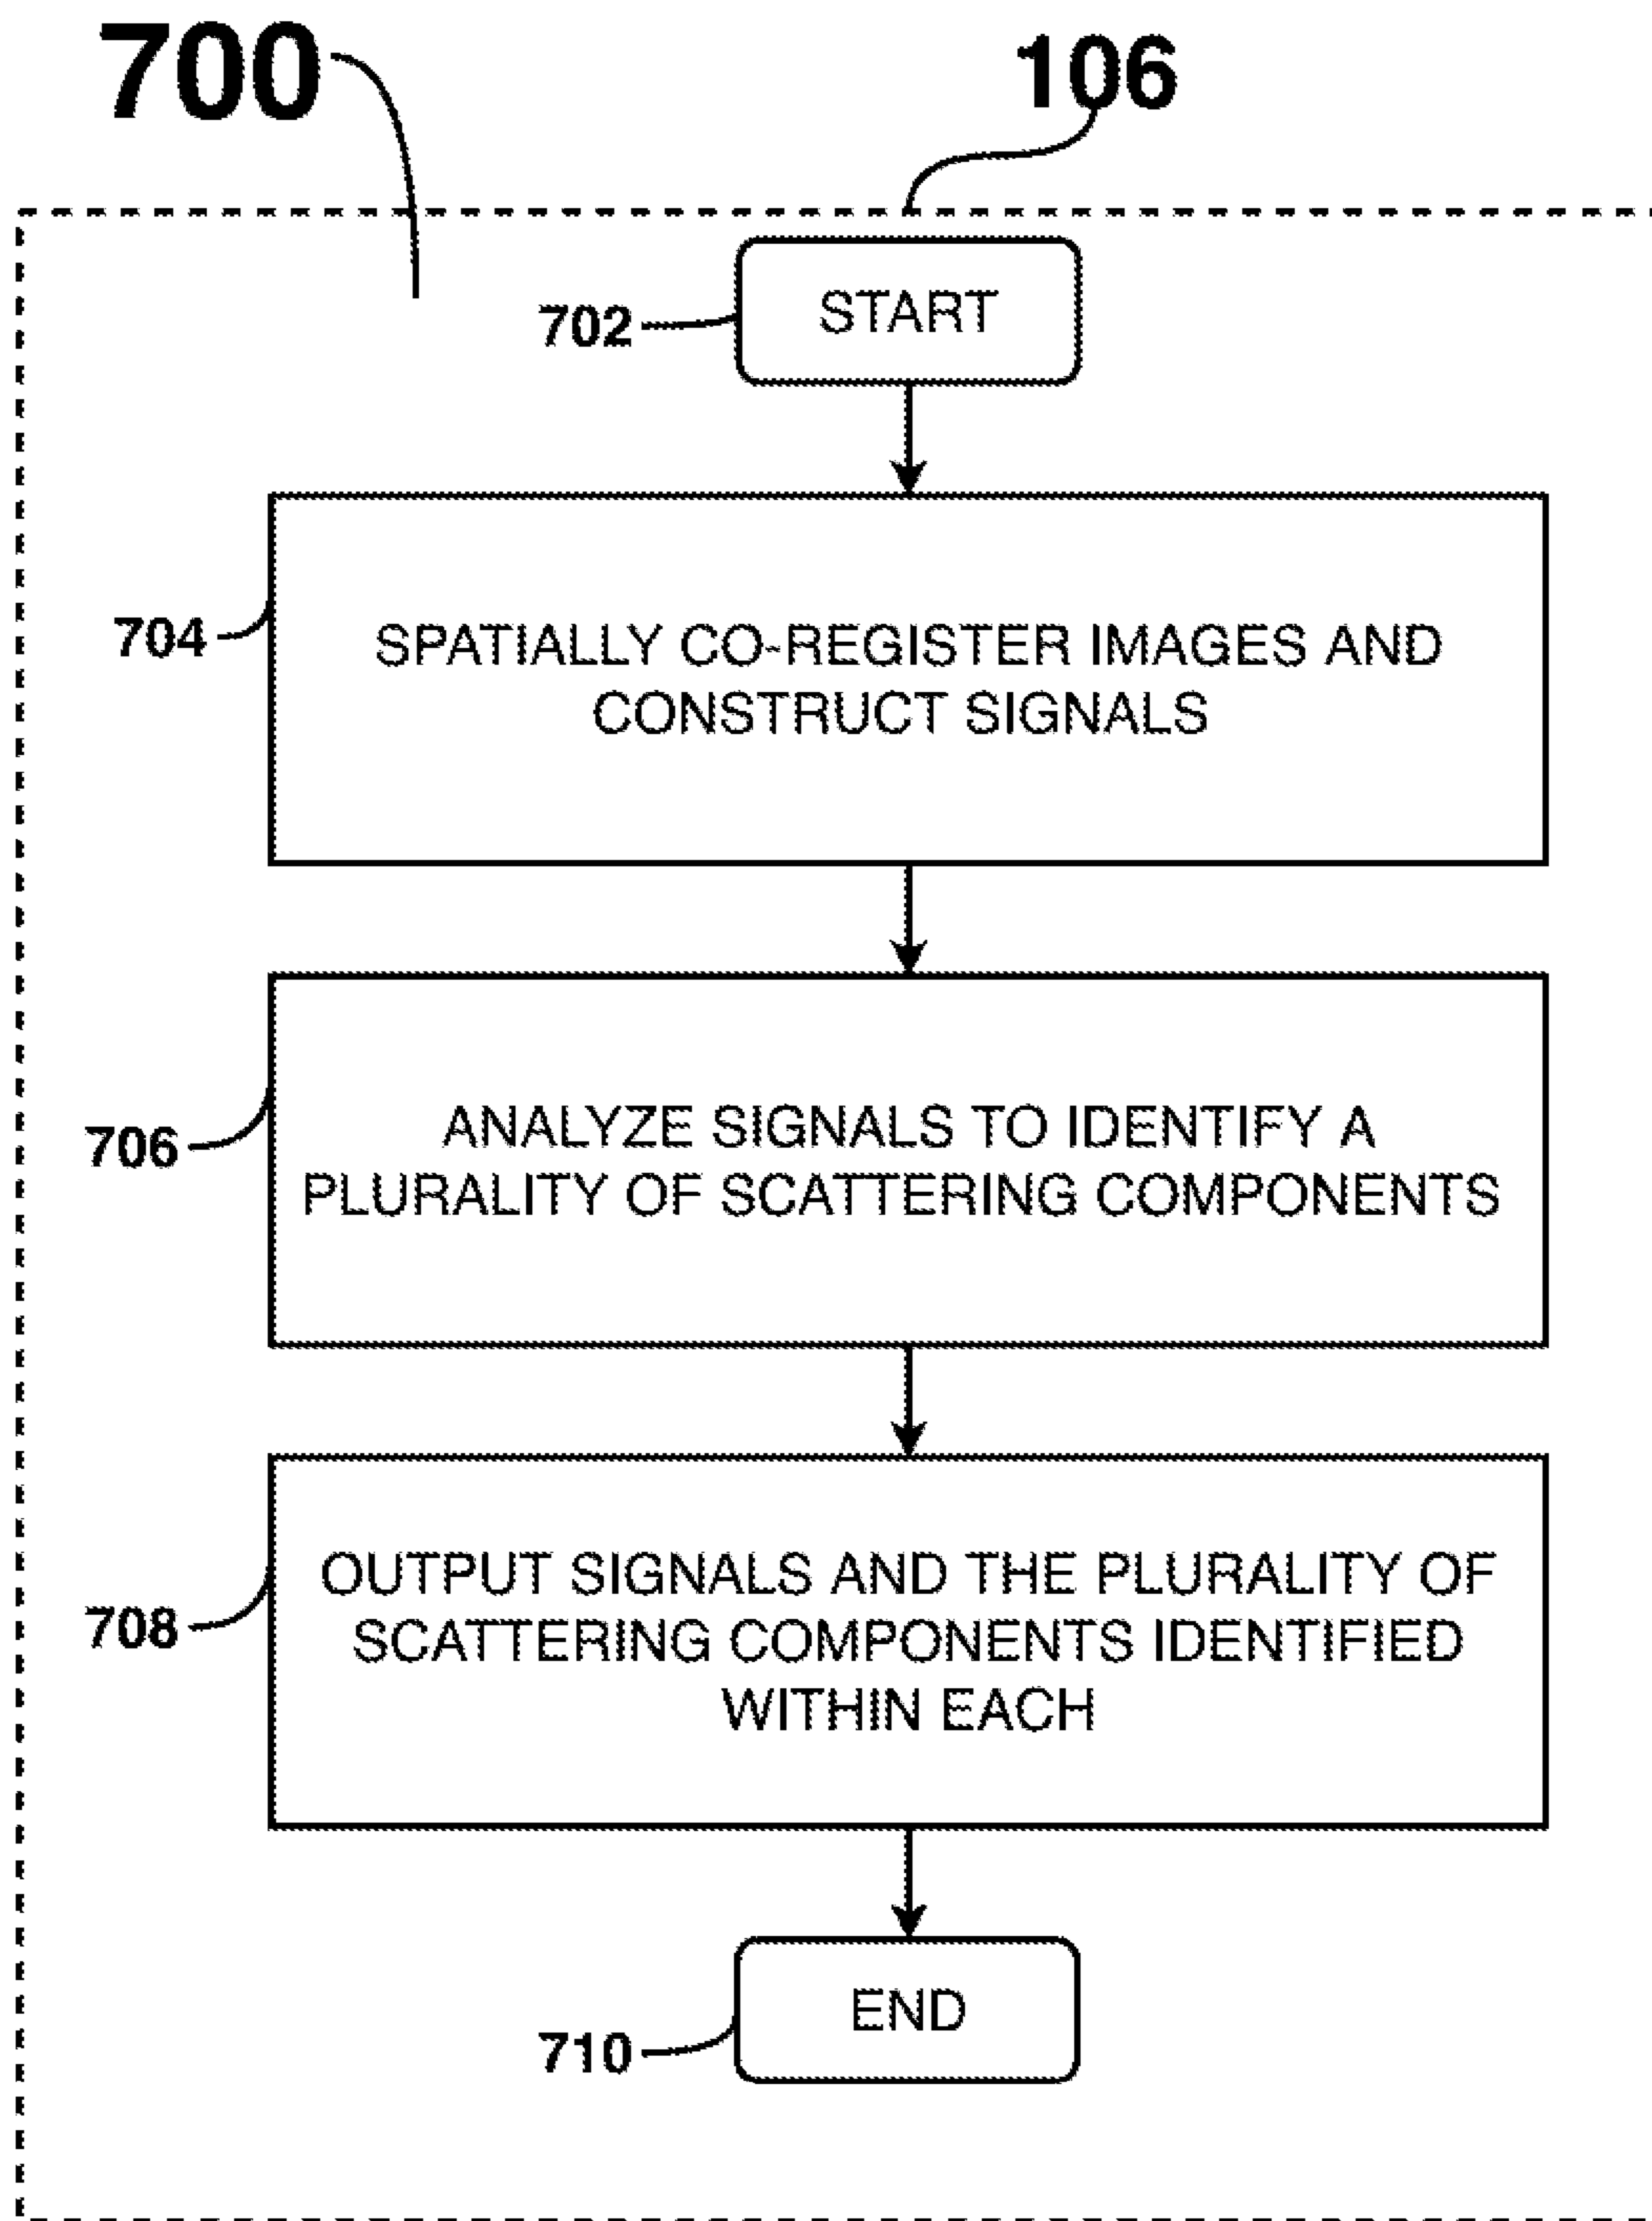 700
106
702
START
704
SPATIALLY CO-REGISTER IMAGES AND
CONSTRUCT SIGNALS
706
ANALYZE SIGNALS TO IDENTIFY A
PLURALITY OF SCATTERING COMPONENTS
708
OUTPUT SIGNALS AND THE PLURALITY OF
SCATTERING COMPONENTS IDENTIFIED
WITHIN EACH
710
END